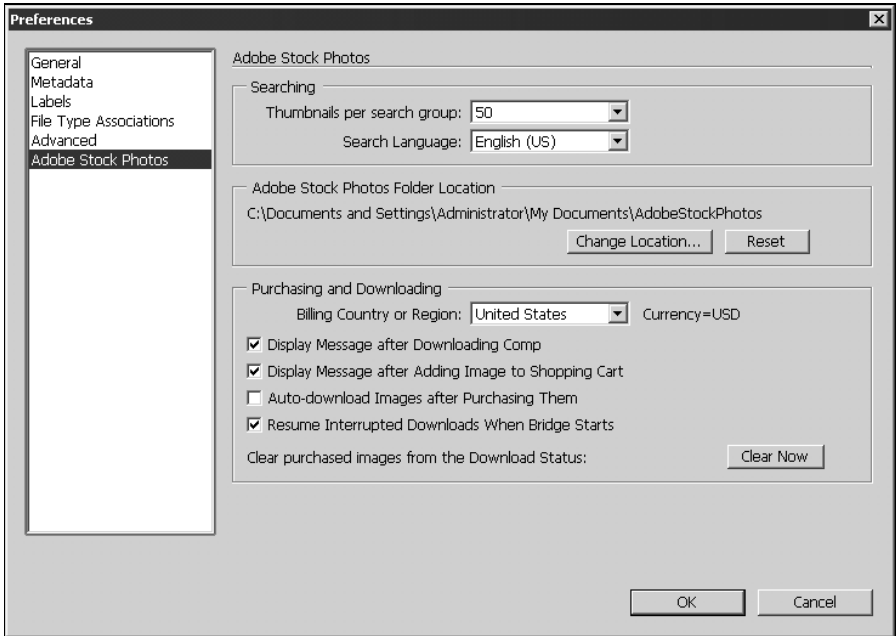 Preferences
General
Metadata
Labels
File Type Associations
Advanced
Adobe Stock Photos
Adobe Stock Photos
Searching
Thumbnails per search group: 50
Search Language: English (US)
Adobe Stock Photos Folder Location
C:\Documents and Settings\Administrator\My Documents\AdobeStockPhotos
Change Location... Reset
Purchasing and Downloading
Billing Country or Region: United States Currency=USD
Display Message after Downloading Comp
Display Message after Adding Image to Shopping Cart
Auto-download Images after Purchasing Them
Resume Interrupted Downloads When Bridge Starts
Clear purchased images from the Download Status: Clear Now
OK Cancel